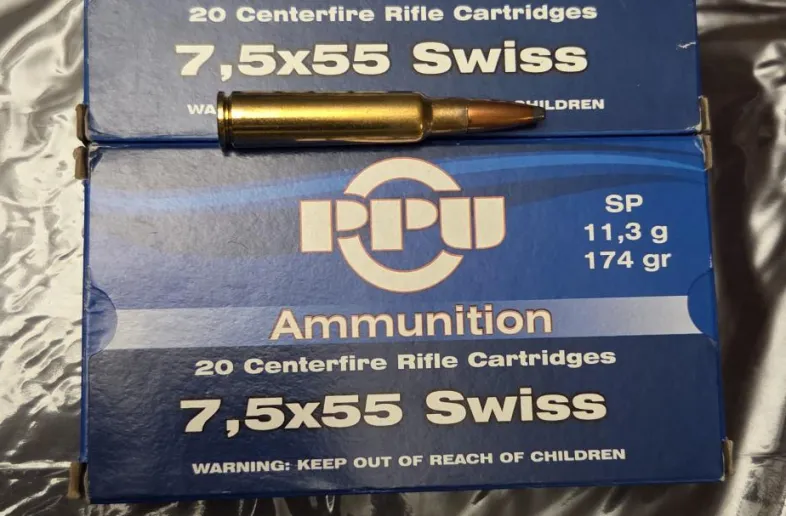 20 Centerfire Rifle Cartridges
7,5x55 Swiss
WA CHILDREN
PPU
SP
11,3 g
174 gr
Ammunition
20 Centerfire Rifle Cartridges
7,5x55 Swiss
WARNING: KEEP OUT OF REACH OF CHILDREN